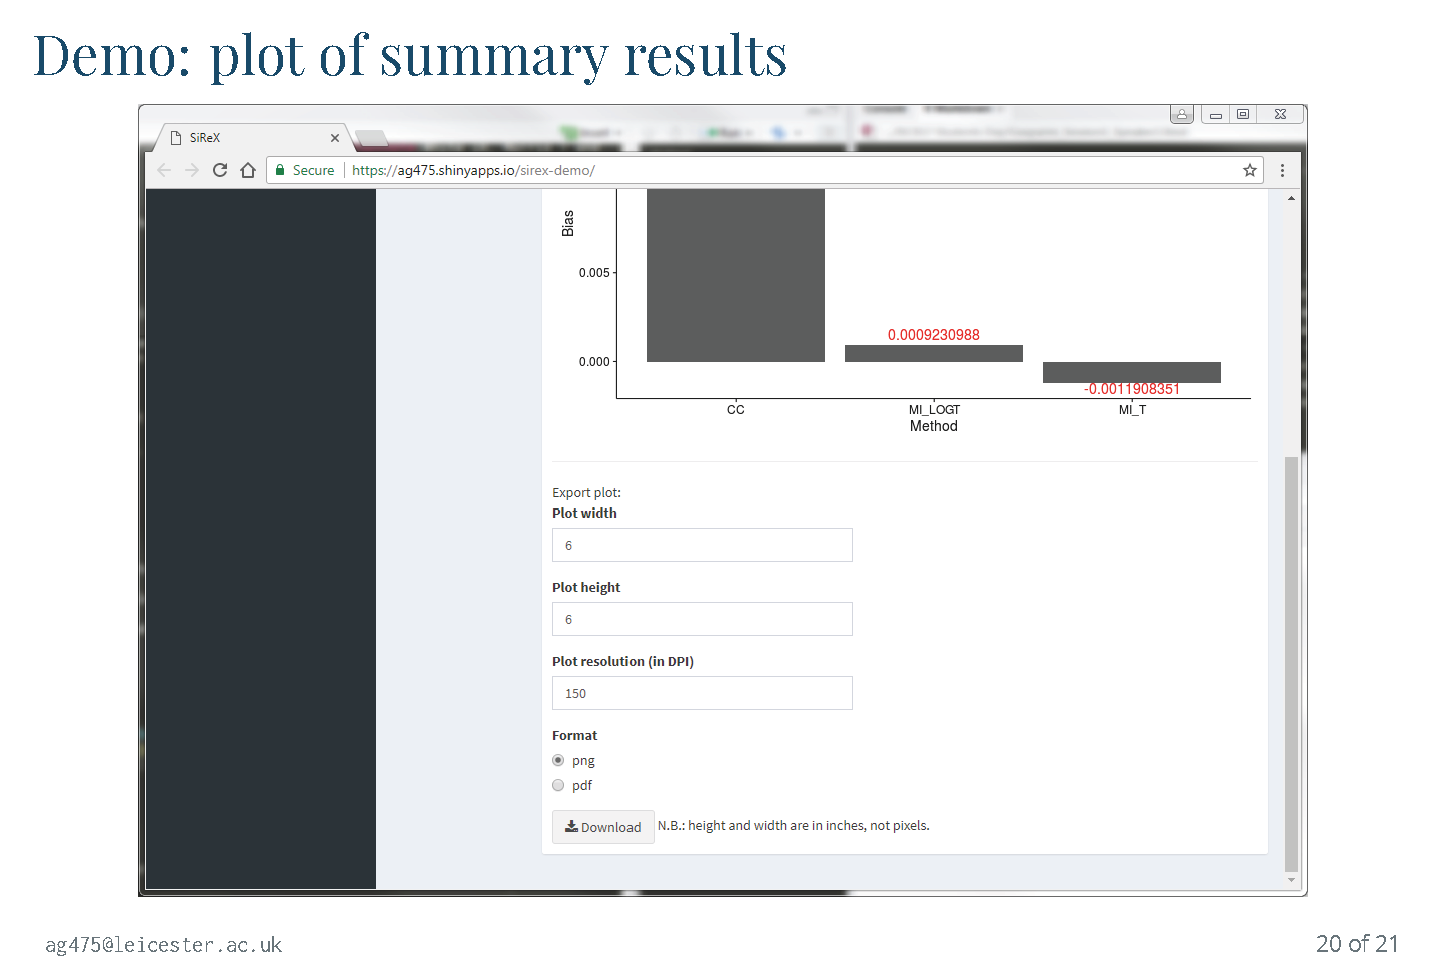 Demo: plot of summary results
SiReX
Secure https://ag475.shinyapps.io/sirex-demo/
Bias
0.005
0.0009230988
0.000
-0.0011908351
CC MI_LOGT MI_T
Method
Export plot:
Plot width
6
Plot height
6
Plot resolution (in DPI)
150
Format
png
pdf
Download N.B.: height and width are in inches, not pixels.
ag475@leicester.ac.uk 20 of 21